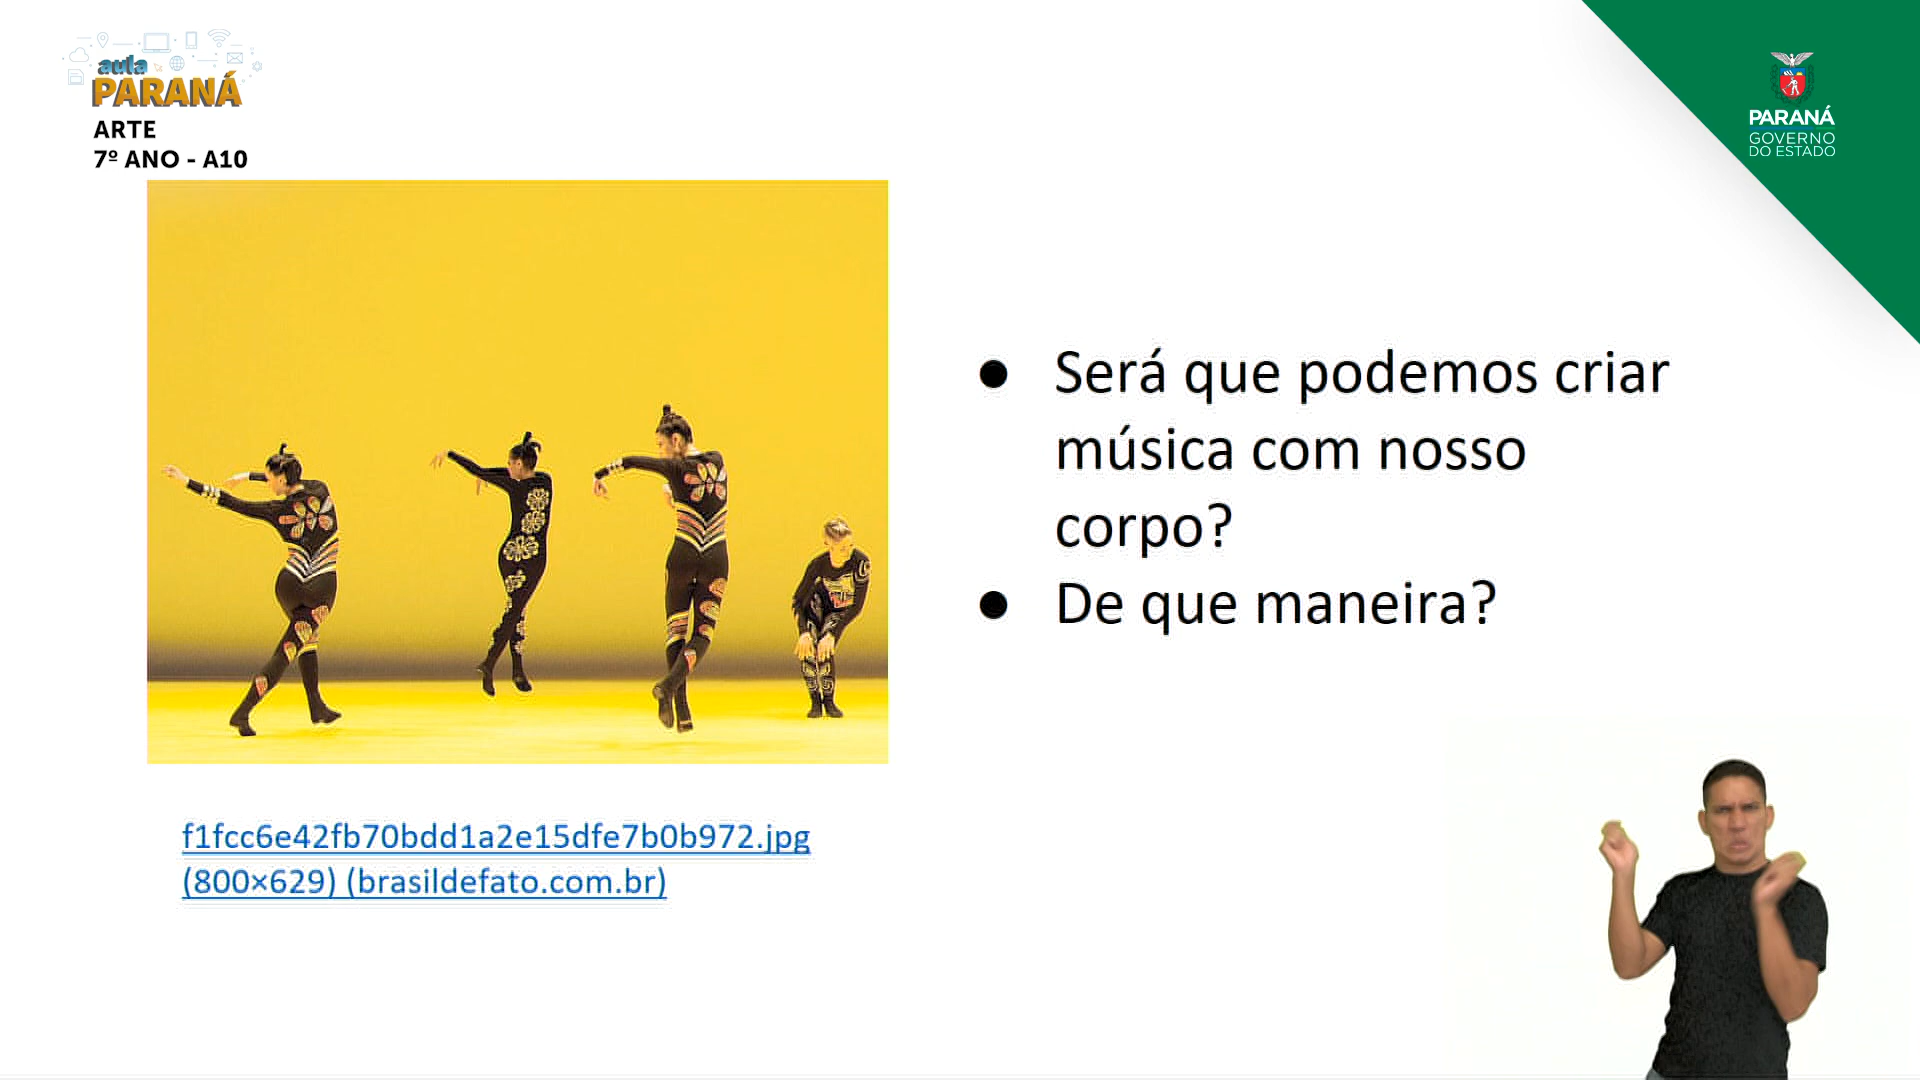 aula
PARANÁ
ARTE
7º ANO - A10
PARANÁ
GOVERNO
DO ESTADO
● Será que podemos criar
música com nosso
corpo?
● De que maneira?
f1fcc6e42fb70bdd1a2e15dfe7b0b972.jpg
(800×629) (brasildefato.com.br)